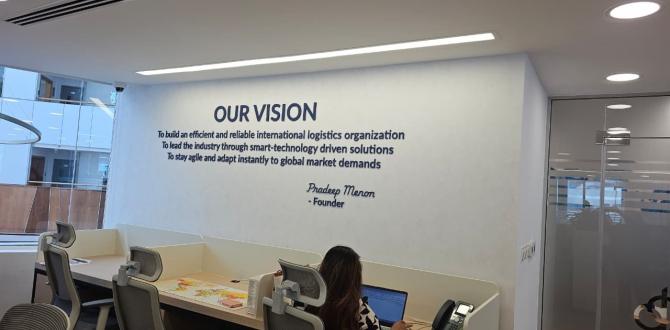 OUR VISION
To build an efficient and reliable international logistics organization
To lead the industry through smart-technology driven solutions
To stay agile and adapt instantly to global market demands
Pradeep Menon
- Founder